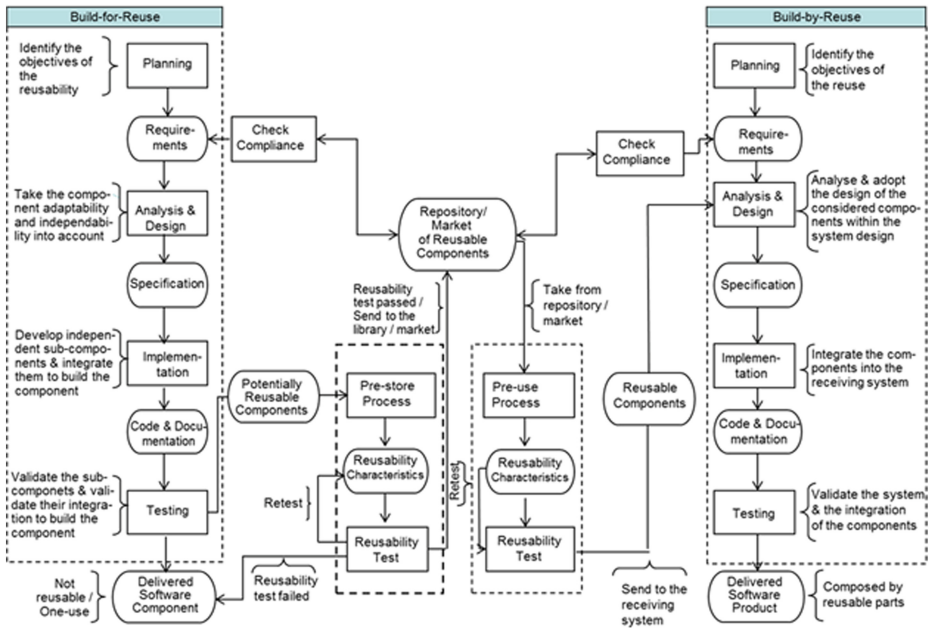 Build-for-Reuse
Identify the
objectives of
the
reusability
Planning
Require-
ments
Check
Compliance
Take the compo-
nent adaptability
and independabi-
lity into account
Analysis &
Design
Specification
Develop indepen-
dent sub-compo-
nents & integrate
them to build the
component
Implemen-
tation
Code & Docu-
mentation
Validate the sub-
componets & vali-
date their integra-
tion to build the
component
Testing
Not
reusable /
One-use
Delivered
Software
Component
Potentially
Reusable
Components
Reusability
test failed
Retest
Pre-store
Process
Reusability
Characteristics
Reusability
Test
Repository/
Market
of Reusable
Components
Reusability
test passed /
Send to the
library / market
Take from
repository /
market
Pre-use
Process
Reusability
Characteristics
Retest
Reusability
Test
Reusable
Components
Send to the
receiving
system
Check
Compliance
Build-by-Reuse
Planning
Identify the
objectives of
the reuse
Require-
ments
Analysis &
Design
Analyse & adopt
the design of the
considered compo-
nents within the
system design
Specification
Implemen-
tation
Integrate the com-
ponents into the
receiving system
Code & Docu-
mentation
Testing
Validate the system
& the integration
of the components
Delivered
Software
Product
Composed by
reusable parts